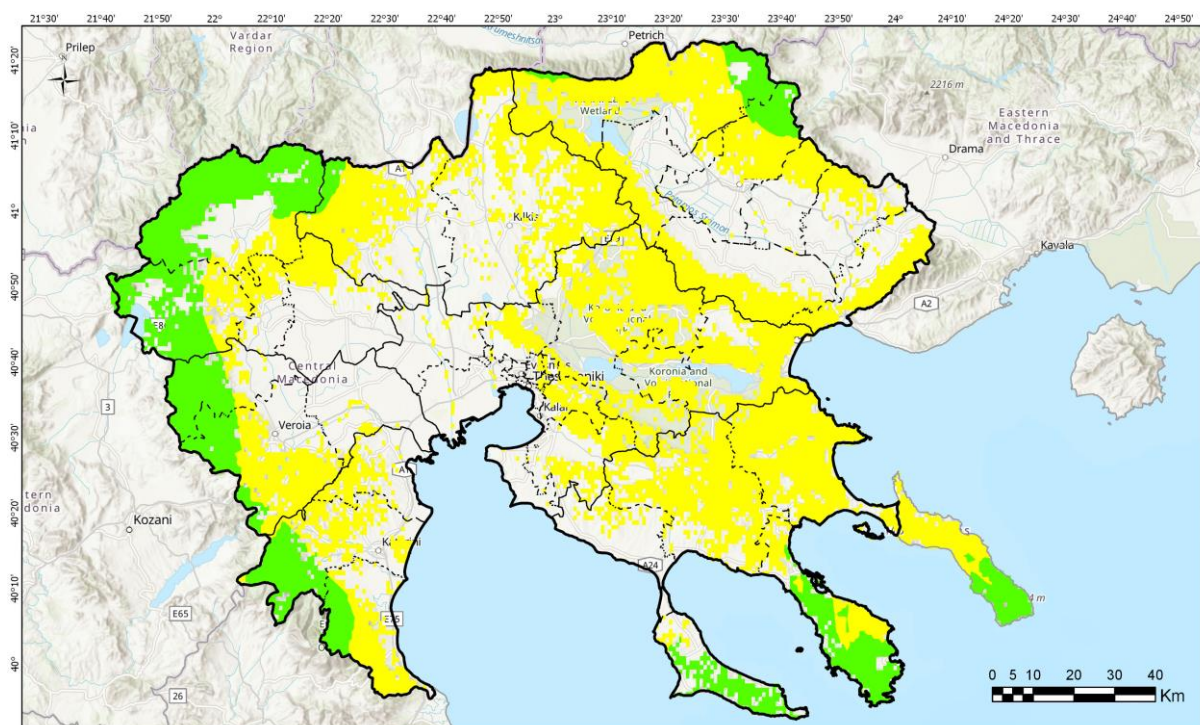 21°30' 21°40' 21°50' 22° 22°10' 22°20' 22°30' 22°40' 22°50' 23° 23°10' 23°20' 23°30' 23°40' 23°50' 24° 24°10' 24°20' 24°30' 24°40' 24°50'
41°20'
41°10'
41°
40°50'
40°40'
40°30'
40°20'
40°10'
40°
Prilep
Vardar
Region
Petrich
2216 m
Eastern
Macedonia
and Thrace
Drama
Wetland
A1
Kilkis
Kavala
A2
E8
Central
Macedonia
Thessaloniki
Koronia and
3
Veroia
Kozani
A24
E65
E75
26
0 5 10 20 30 40
Km